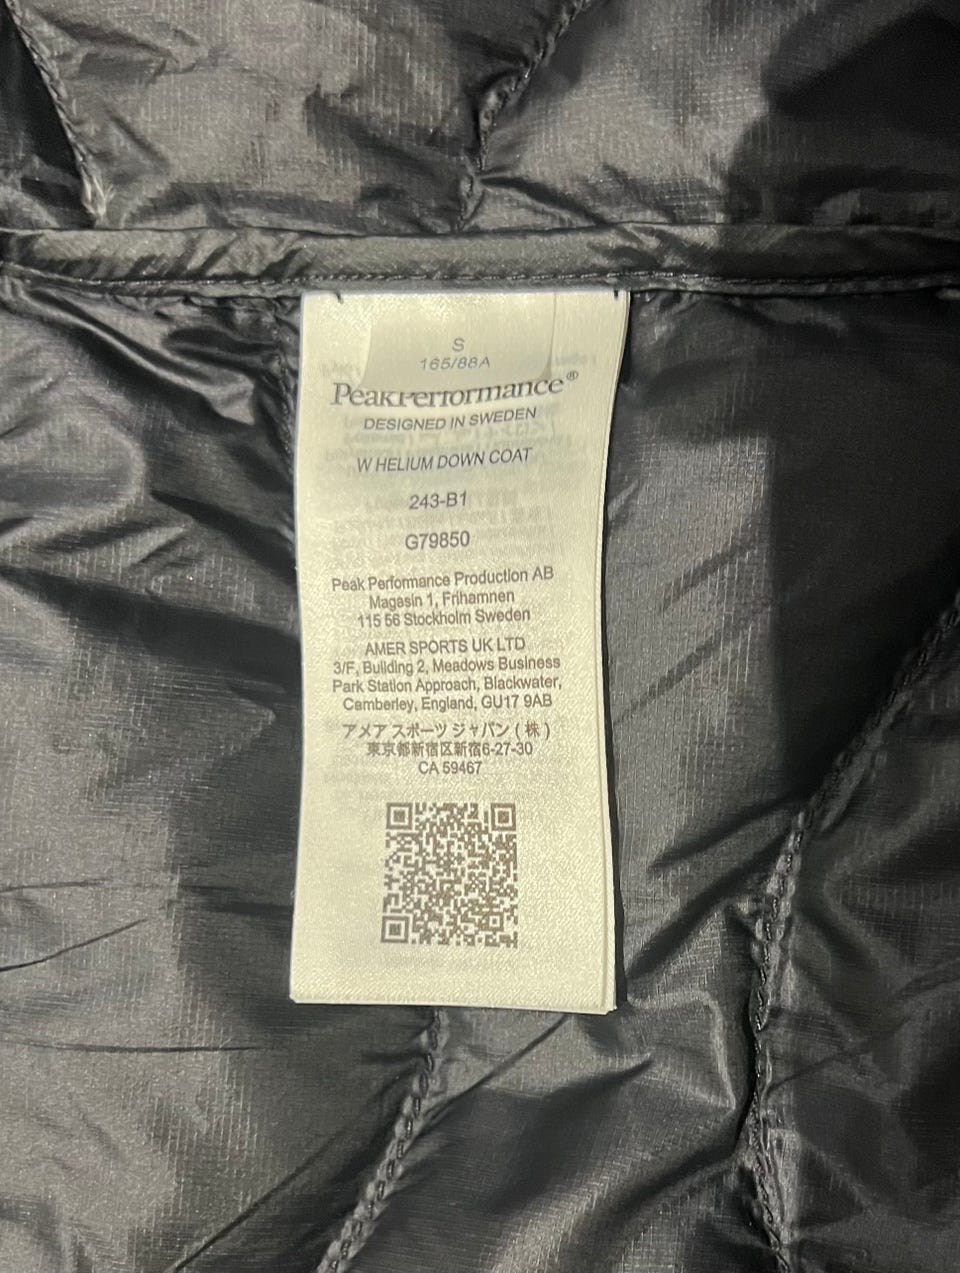 S
165/88A
PeakPerformance®
DESIGNED IN SWEDEN
W HELIUM DOWN COAT
243-B1
G79850
Peak Performance Production AB
Magasin 1, Frihamnen
115 56 Stockholm Sweden
AMER SPORTS UK LTD
3/F, Building 2, Meadows Business
Park Station Approach, Blackwater,
Camberley, England, GU17 9AB
アメア スポーツ ジャパン ( 株 )
東京都新宿区新宿6-27-30
CA 59467